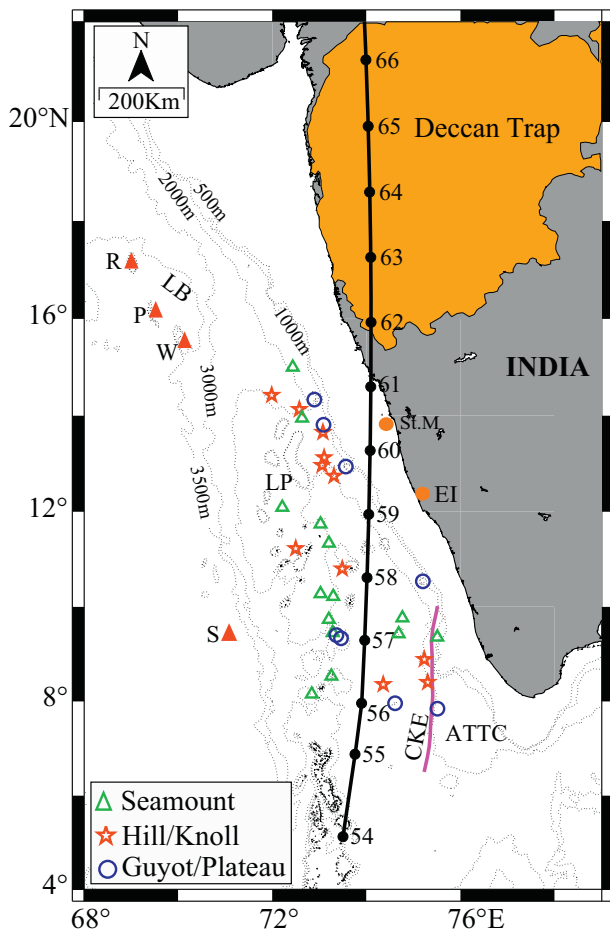 N
200Km
66
20°N
65
Deccan Trap
500m
2000m
64
R
LB
63
P
16°
62
1000m
W
3000m
INDIA
61
St.M
60
3500m
LP
EI
12°
59
58
S
57
8°
56
CKE
ATTC
55
Seamount
Hill/Knoll
54
Guyot/Plateau
4°
68°
72°
76°E